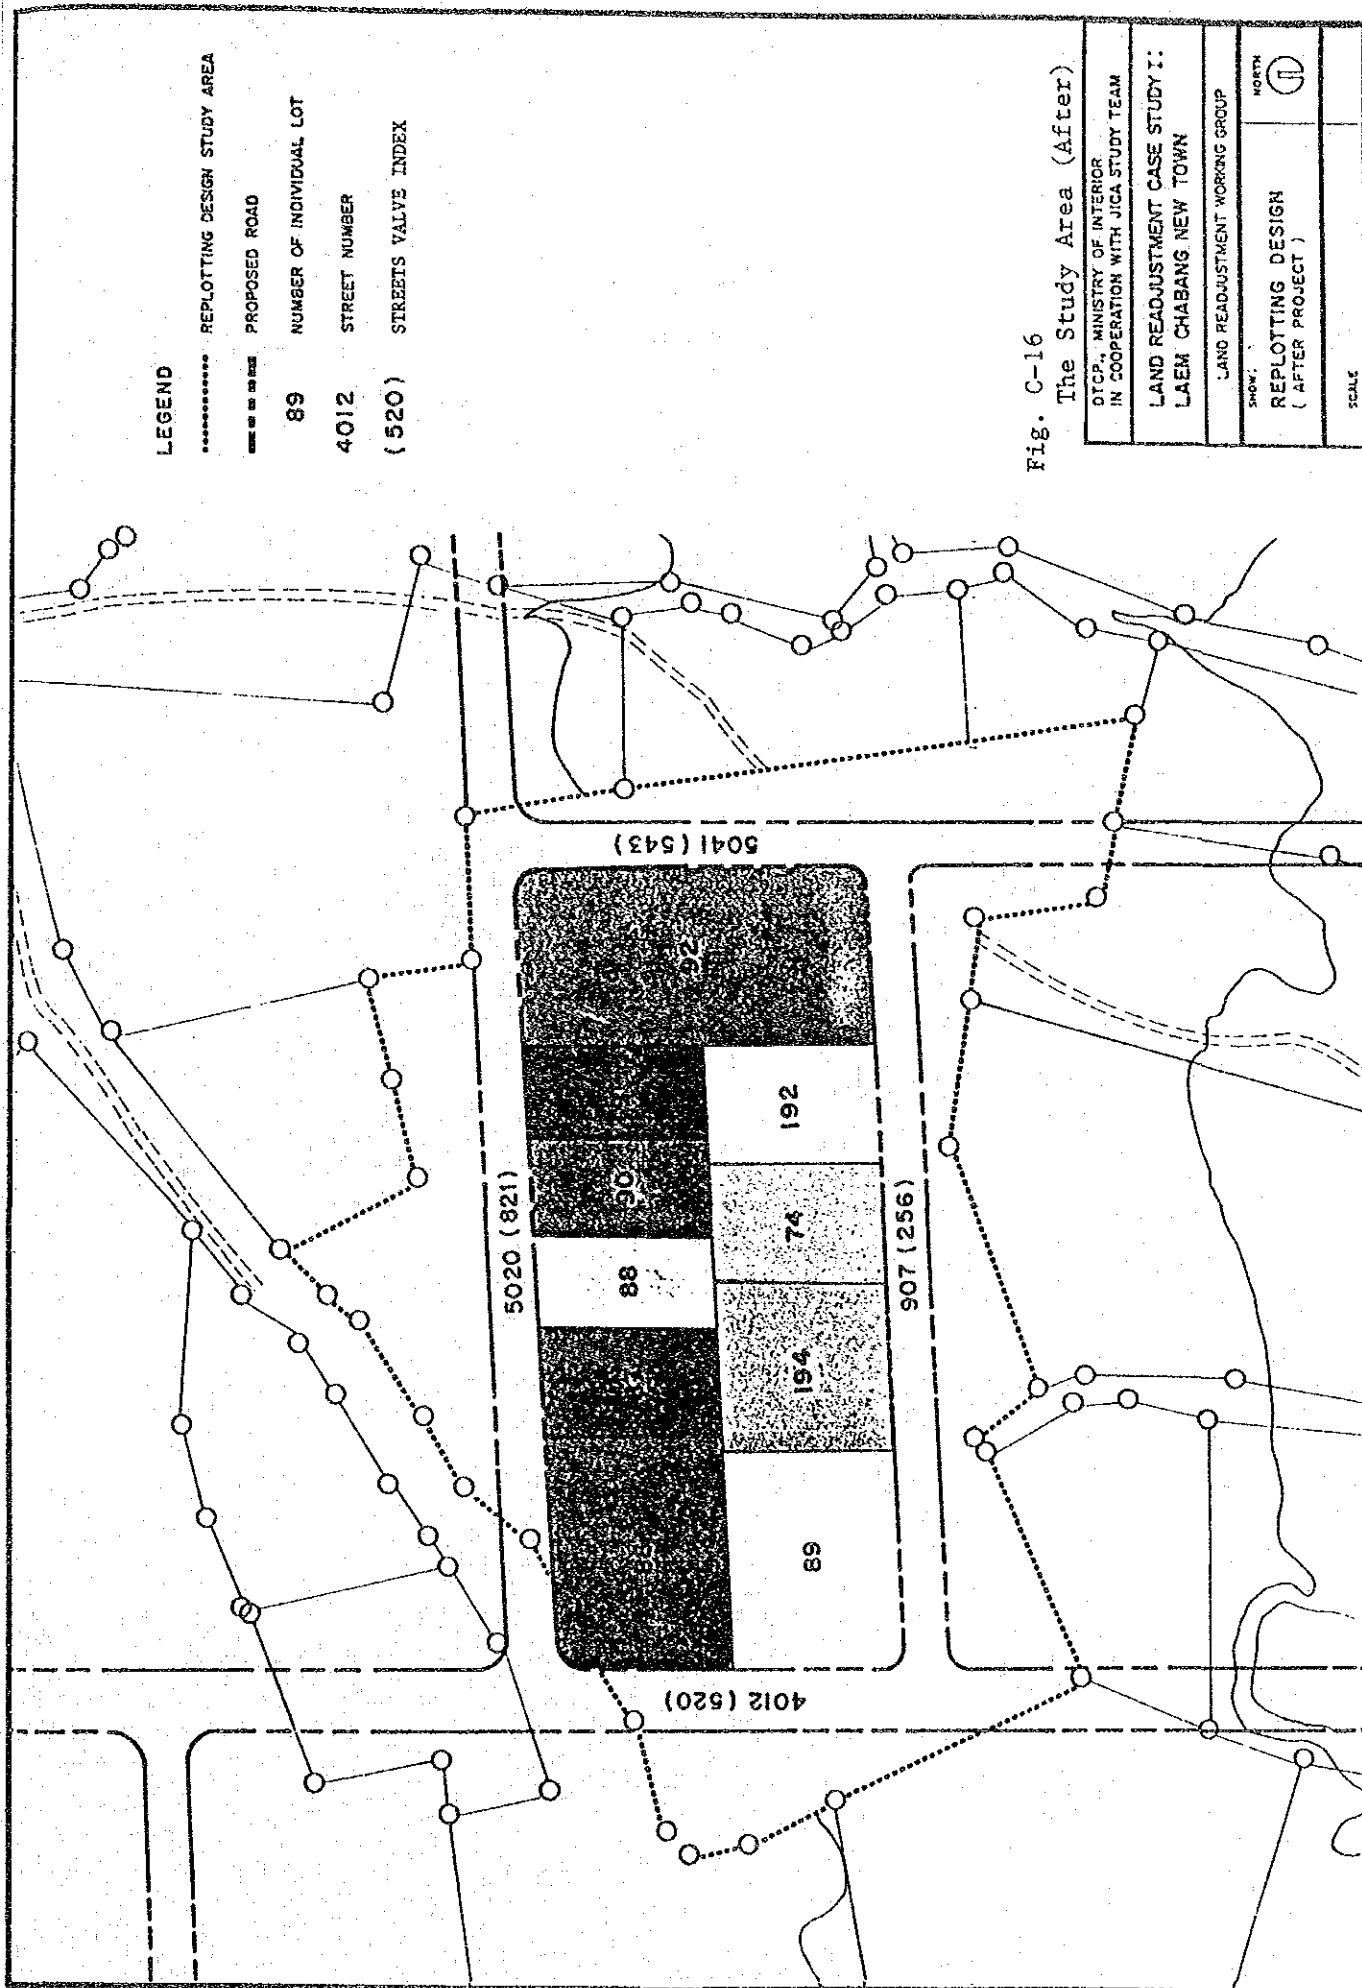 LEGEND
REPLOTTING DESIGN STUDY AREA
PROPOSED ROAD
89 NUMBER OF INDIVIDUAL LOT
4012 STREET NUMBER
(520) STREETS VALVE INDEX
5020 (821)
5041 (543)
4012 (520)
907 (256)
88
90
92
89
194
74
192
Fig. C-16
The Study Area (After)
DTCP., MINISTRY OF INTERIOR
IN COOPERATION WITH JICA STUDY TEAM
LAND READJUSTMENT CASE STUDY I:
LAEM CHABANG NEW TOWN
LAND READJUSTMENT WORKING GROUP
SHOW:
REPLOTTING DESIGN
( AFTER PROJECT )
NORTH
SCALE